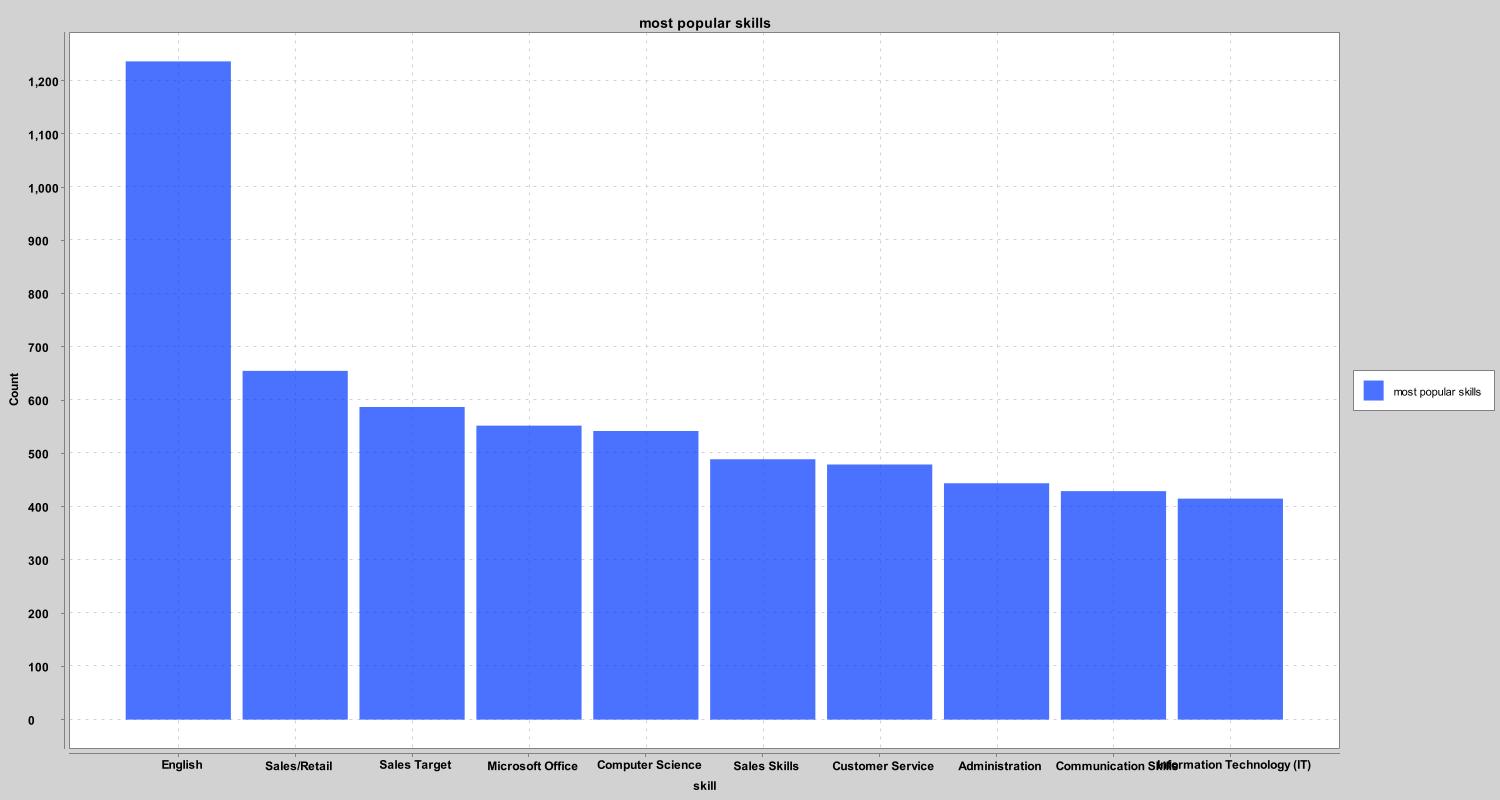 most popular skills
1,200
1,100
1,000
900
800
700
600
500
400
300
200
100
0
Count
English
Sales/Retail
Sales Target
Microsoft Office
Computer Science
Sales Skills
Customer Service
Administration
Communication Skills
Information Technology (IT)
skill
most popular skills